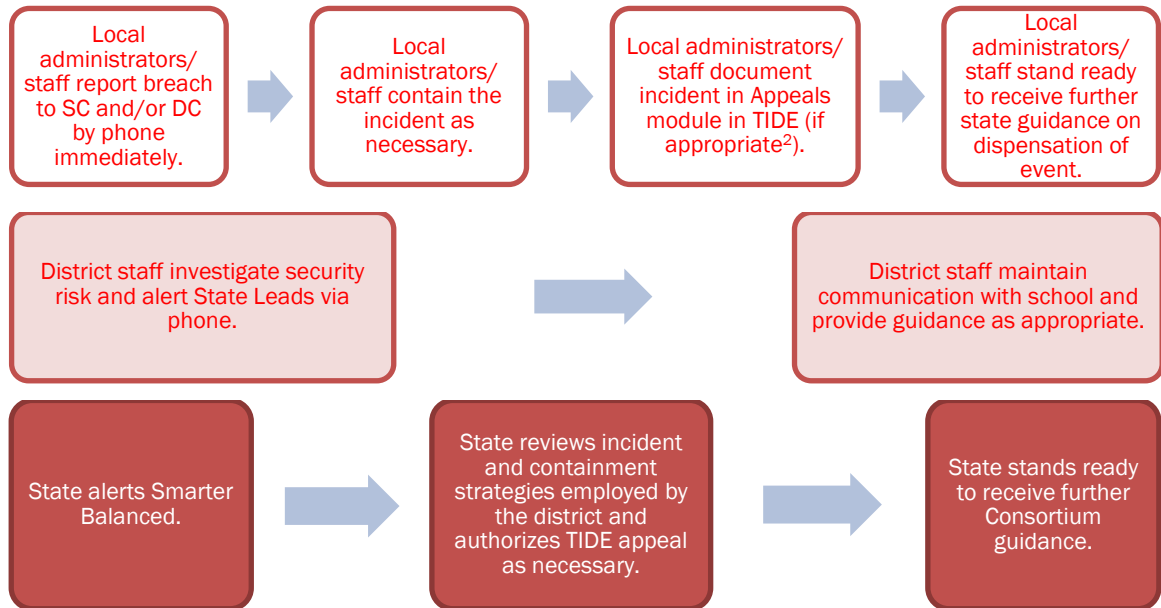 Local
administrators/
staff report breach
to SC and/or DC
by phone
immediately.
Local
administrators/
staff contain the
incident as
necessary.
Local administrators/
staff document
incident in Appeals
module in TIDE (if
appropriate²).
Local
administrators/
staff stand ready
to receive further
state guidance on
dispensation of
event.
District staff investigate security
risk and alert State Leads via
phone.
District staff maintain
communication with school and
provide guidance as appropriate.
State alerts Smarter
Balanced.
State reviews incident
and containment
strategies employed by
the district and
authorizes TIDE appeal
as necessary.
State stands ready
to receive further
Consortium
guidance.